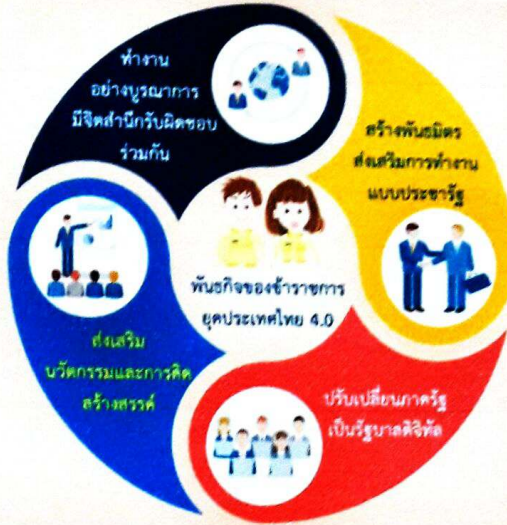 ทำงาน
อย่างบูรณาการ
มีจิตสำนึกรับผิดชอบ
ร่วมกัน
สร้างพันธมิตร
ส่งเสริมการทำงาน
แบบประชารัฐ
พันธกิจของข้าราชการ
ยุคประเทศไทย 4.0
ส่งเสริม
นวัตกรรมและการคิด
สร้างสรรค์
ปรับเปลี่ยนภาครัฐ
เป็นรัฐบาลดิจิทัล